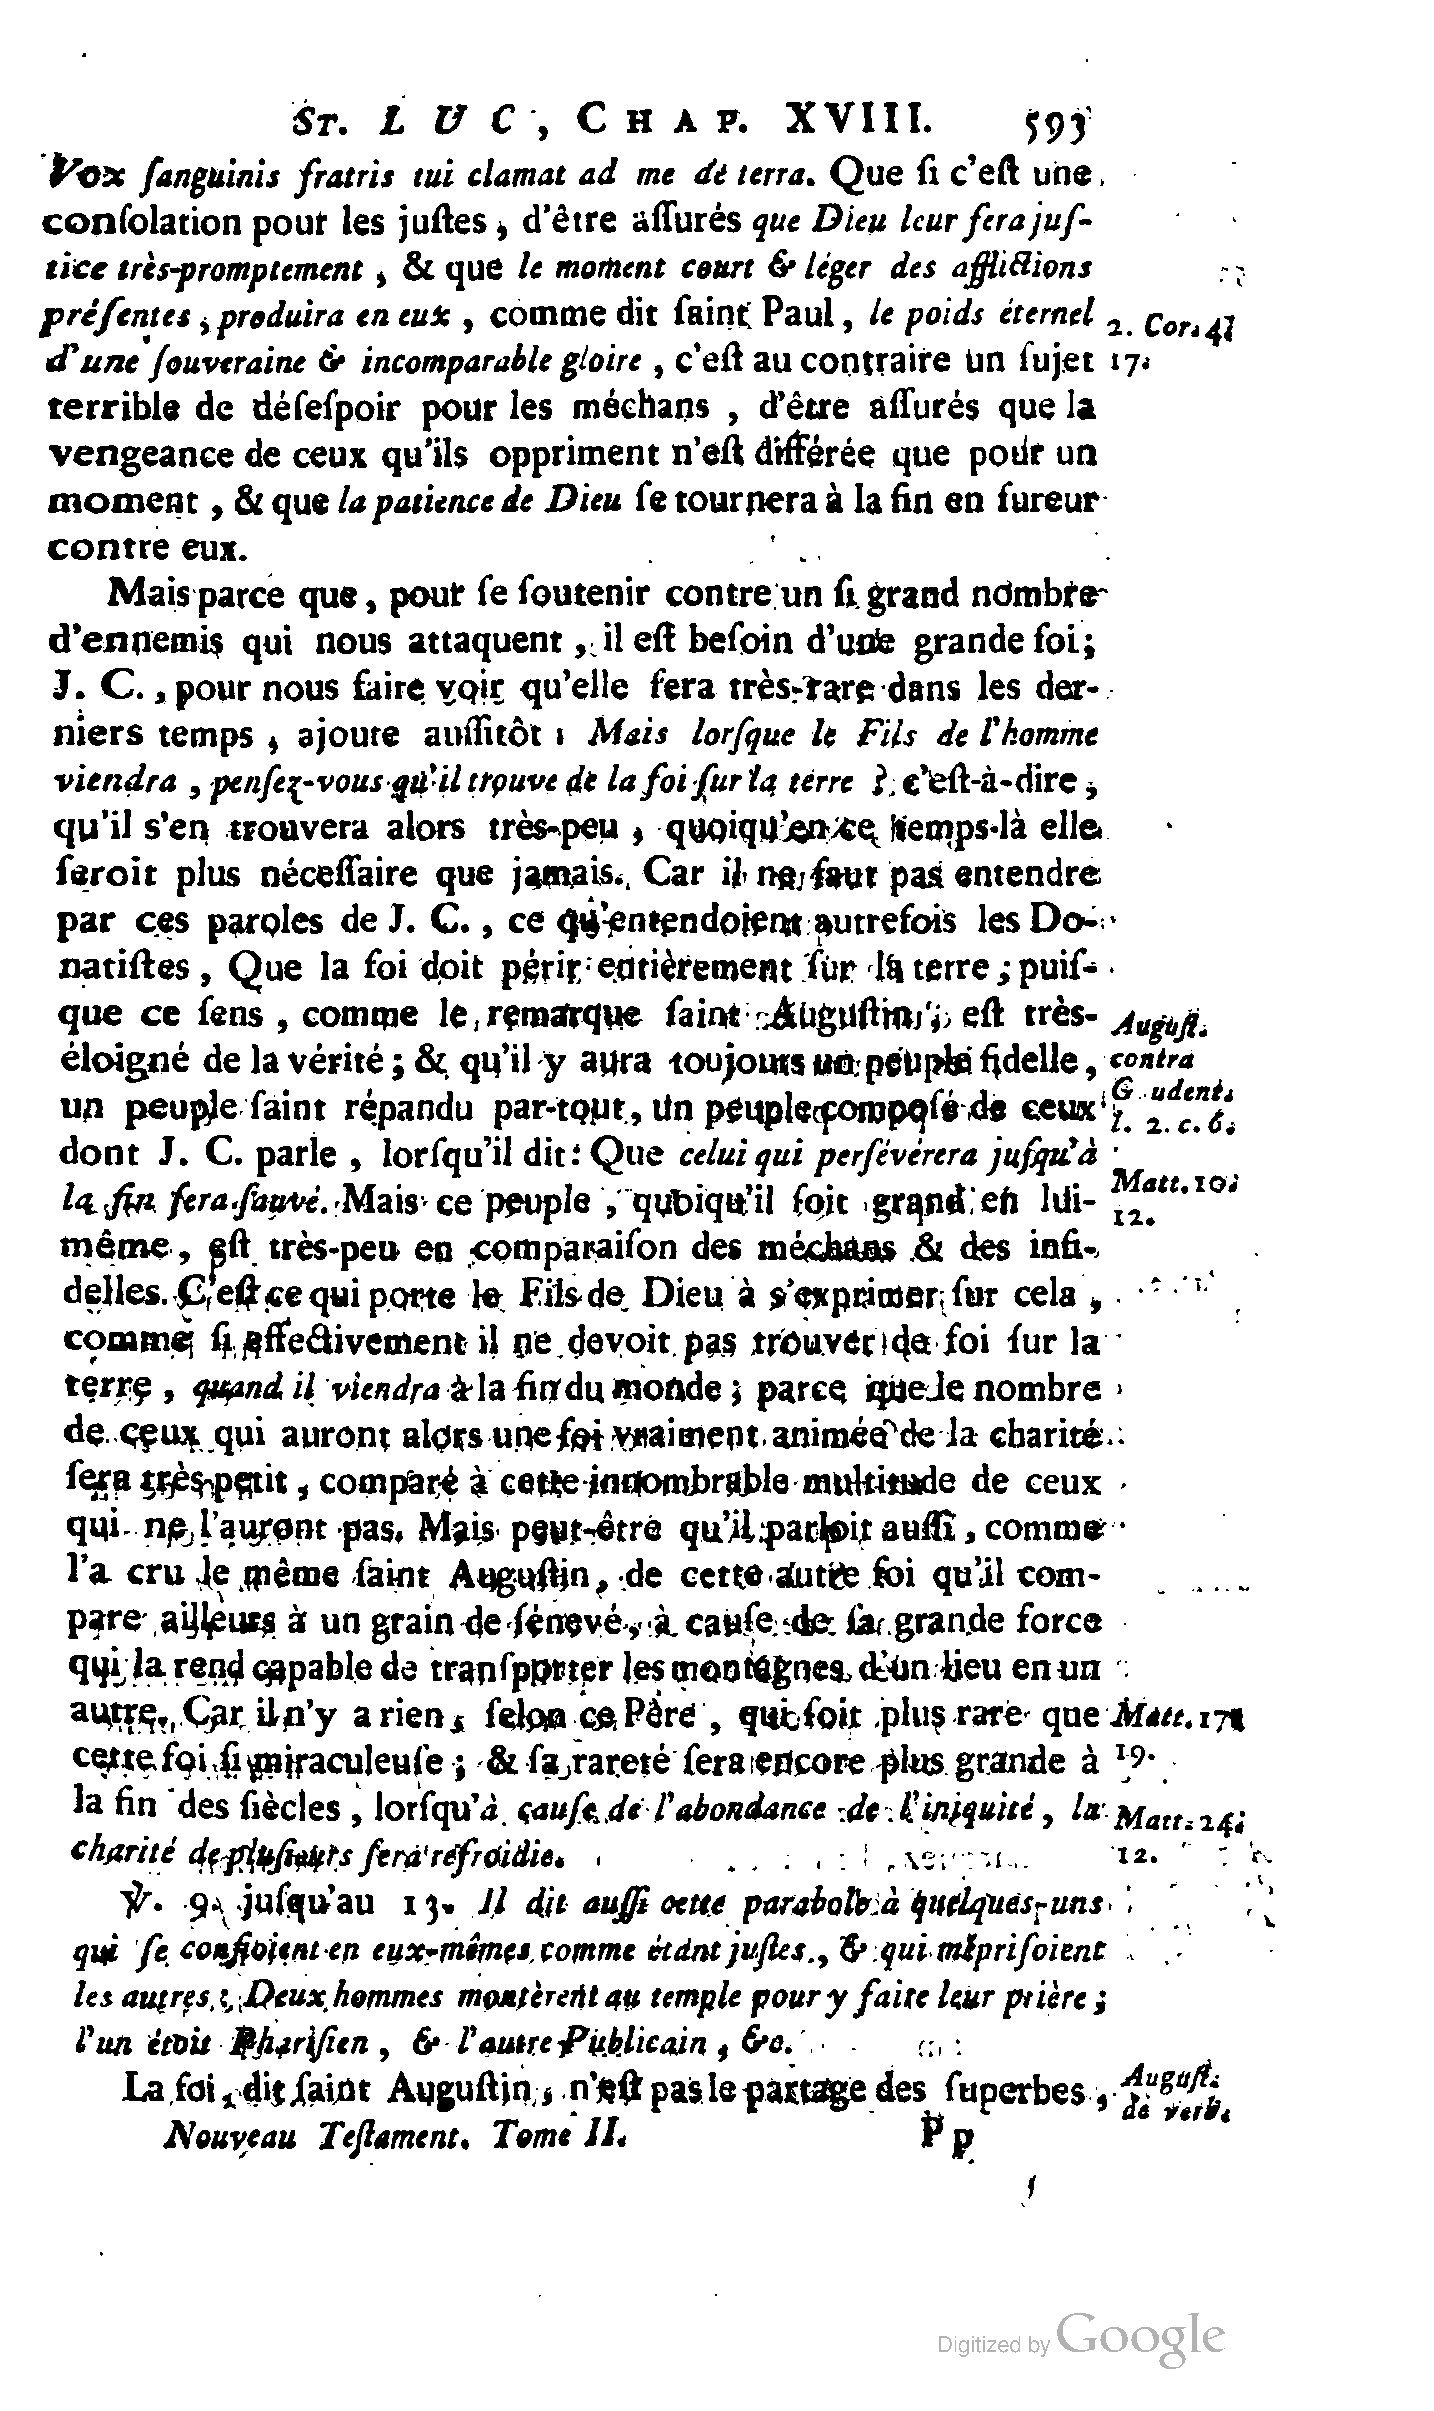 St. LUC, CHAP. XVIII. 593
Vox ſanguinis fratris tui clamat ad me de terra. Que ſi c'eſt une
conſolation pour les juſtes, d'être aſſurés que Dieu leur fera juſ-
tice très-promptement, & que le moment court & léger des afflictions
préſentes, produira en eux, comme dit ſaint Paul, le poids éternel
2. Cor. 4.
d'une ſouveraine & incomparable gloire, c'eſt au contraire un ſujet
17.
terrible de déſeſpoir pour les méchans, d'être aſſurés que la
vengeance de ceux qu'ils oppriment n'eſt différée que pour un
moment, & que la patience de Dieu ſe tournera à la fin en fureur
contre eux.
Mais parce que, pour ſe ſoutenir contre un ſi grand nombre
d'ennemis qui nous attaquent, il eſt beſoin d'une grande foi;
J. C., pour nous faire voir qu'elle ſera très-rare dans les der-
niers temps, ajoute auſſitôt : Mais lorſque le Fils de l'homme
viendra, penſez-vous qu'il trouve de la foi ſur la terre ? c'eſt-à-dire,
qu'il s'en trouvera alors très-peu, quoiqu'en ce temps-là elle
ſeroit plus néceſſaire que jamais. Car il ne faut pas entendre
par ces paroles de J. C., ce qu'entendoient autrefois les Do-
natiſtes, Que la foi doit périr entièrement ſur la terre; puiſ-
que ce ſens, comme le remarque ſaint Auguſtin, eſt très-
Auguſt.
éloigné de la vérité; & qu'il y aura toujours un peuple fidelle,
contra
un peuple ſaint répandu par-tout, un peuple compoſé de ceux
G udent.
l. 2. c. 6.
dont J. C. parle, lorſqu'il dit: Que celui qui perſévérera juſqu'à
la fin ſera ſauvé. Mais ce peuple, quoiqu'il ſoit grand en lui-
Matt. 10.
12.
même, eſt très-peu en comparaiſon des méchans & des infi-
delles. C'eſt ce qui porte le Fils de Dieu à s'exprimer ſur cela,
comme ſi effectivement il ne devoit pas trouver de foi ſur la
terre, quand il viendra à la fin du monde; parce que le nombre
de ceux qui auront alors une foi vraiment animée de la charité
ſera très-petit, comparé à cette innombrable multitude de ceux
qui ne l'auront pas. Mais peut-être qu'il parloit auſſi, comme
l'a cru le même ſaint Auguſtin, de cette autre foi qu'il com-
pare ailleurs à un grain de ſénevé, à cauſe de ſa grande force
qui la rend capable de tranſporter les montagnes d'un lieu en un
autre. Car il n'y a rien, ſelon ce Père, qui ſoit plus rare que
Matt. 17.
cette foi ſi miraculeuſe; & ſa rareté ſera encore plus grande à
19.
la fin des ſiècles, lorſqu'à cauſe de l'abondance de l'iniquité, la
Matt. 24.
charité de pluſieurs ſera refroidie.
12.
℣. 9. juſqu'au 13. Il dit auſſi cette parabole à quelques-uns
qui ſe confioient en eux-mêmes comme étant juſtes, & qui mépriſoient
les autres : Deux hommes montèrent au temple pour y faire leur prière;
l'un étoit Phariſien, & l'autre Publicain, &c.
La foi, dit ſaint Auguſtin, n'eſt pas le partage des ſuperbes,
Auguſt.
de verb.
Nouveau Teſtament. Tome II. P p
Digitized by Google